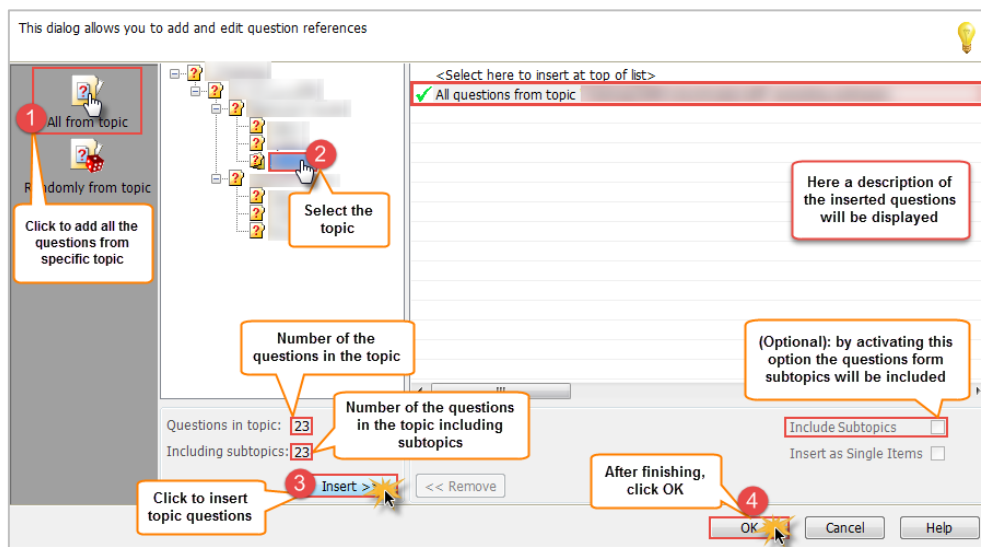 This dialog allows you to add and edit question references
<Select here to insert at top of list>
All questions from topic
1
All from topic
Randomly from topic
Click to add all the
questions from
specific topic
2
Select the
topic
Here a description of
the inserted questions
will be displayed
Number of the
questions in the topic
(Optional): by activating this
option the questions form
subtopics will be included
Number of the questions
in the topic including
subtopics
Questions in topic: 23
Including subtopics: 23
Include Subtopics
Insert as Single Items
3
Insert >>
<< Remove
Click to insert
topic questions
After finishing,
click OK
4
OK
Cancel
Help